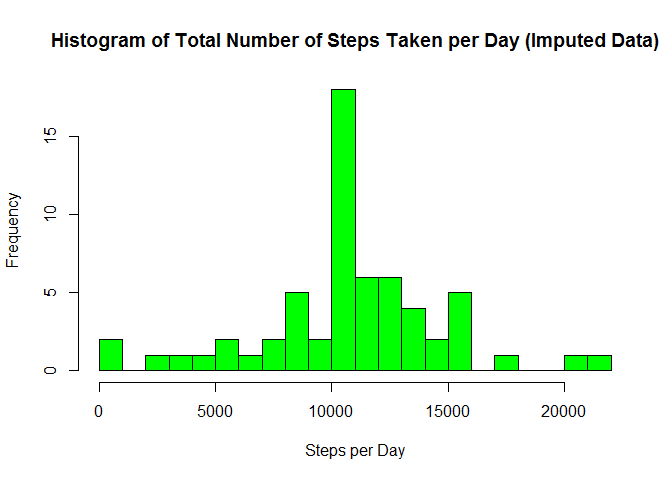 Histogram of Total Number of Steps Taken per Day (Imputed Data)
Frequency
15
10
5
0
0 5000 10000 15000 20000
Steps per Day